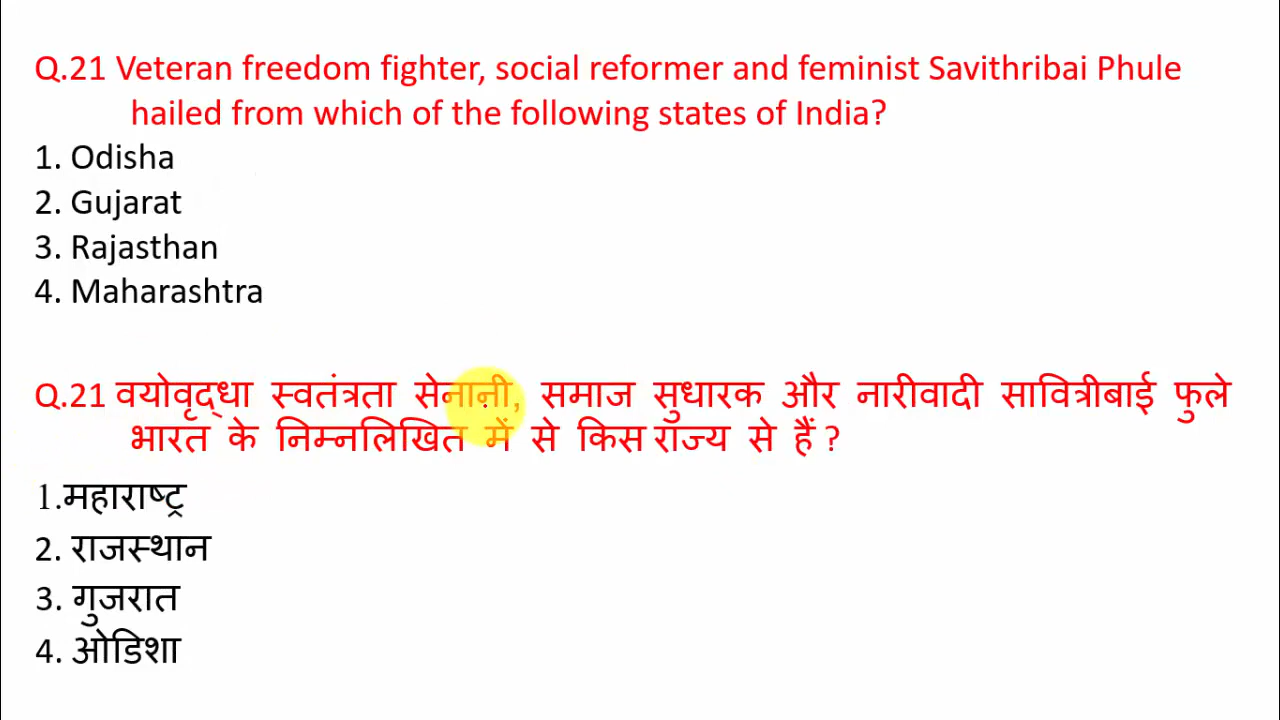 Q.21 Veteran freedom fighter, social reformer and feminist Savithribai Phule
hailed from which of the following states of India?
1. Odisha
2. Gujarat
3. Rajasthan
4. Maharashtra
Q.21 वयोवृद्धा स्वतंत्रता सेनानी, समाज सुधारक और नारीवादी सावित्रीबाई फुले
भारत के निम्नलिखित में से किस राज्य से हैं ?
1.महाराष्ट्र
2. राजस्थान
3. गुजरात
4. ओडिशा